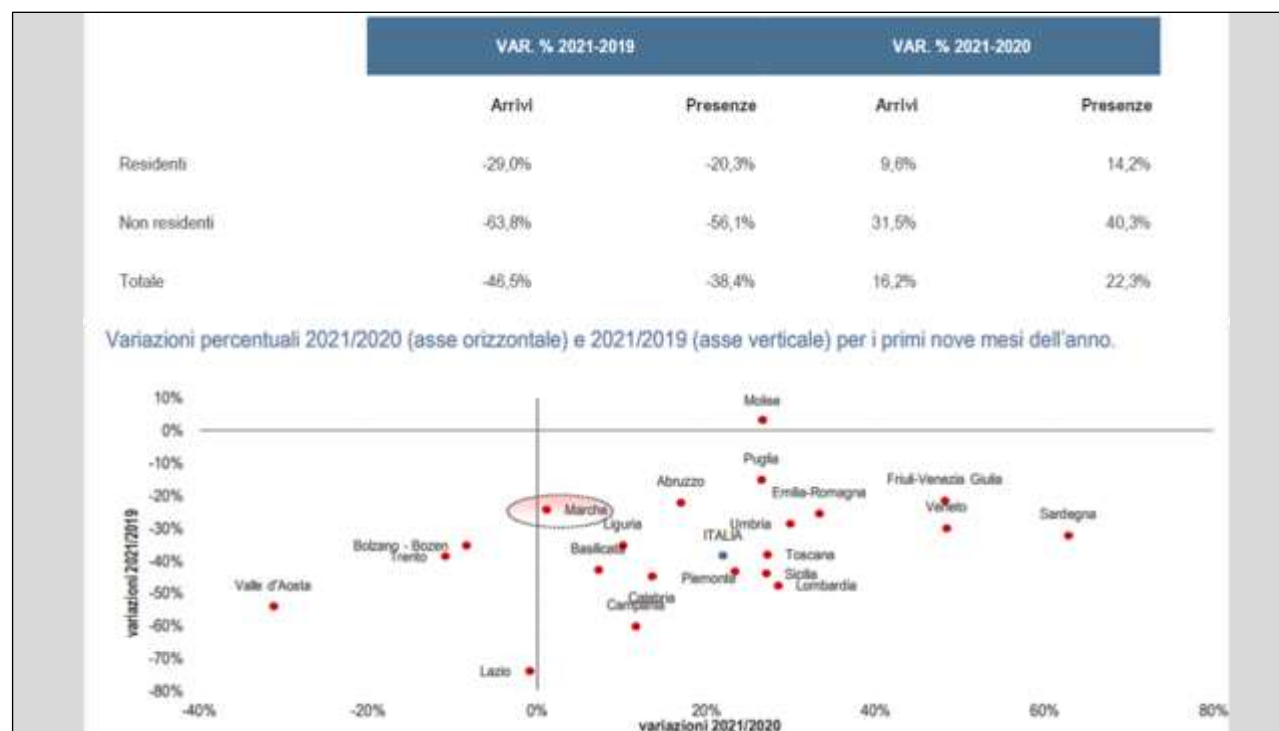 VAR. % 2021-2019 VAR. % 2021-2020
Arrivi Presenze Arrivi Presenze
Residenti -29,0% -20,3% 9,6% 14,2%
Non residenti -63,8% -56,1% 31,5% 40,3%
Totale -46,5% -38,4% 16,2% 22,3%
Variazioni percentuali 2021/2020 (asse orizzontale) e 2021/2019 (asse verticale) per i primi nove mesi dell'anno.
10%
Molise
0%
-10%
Puglia
Abruzzo
Friuli-Venezia Giulia
-20%
Emilia-Romagna
Marche
Veneto
Sardegna
-30%
Liguria
Umbria
ITALIA
Bolzano - Bozen
Basilicata
Trento
Toscana
-40%
Piemonte
Sicilia
Valle d'Aosta
Lombardia
-50%
Calabria
Campania
-60%
-70%
Lazio
-80%
variazioni 2021/2019
-40% -20% 0% 20% 40% 60% 80%
variazioni 2021/2020